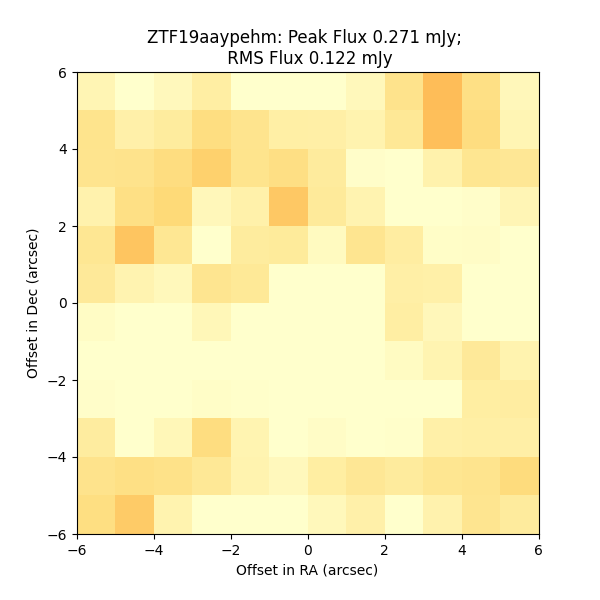 ZTF19aaypehm: Peak Flux 0.271 mJy;
RMS Flux 0.122 mJy
6
4
2
0
−2
−4
−6
Offset in Dec (arcsec)
−6 −4 −2 0 2 4 6
Offset in RA (arcsec)